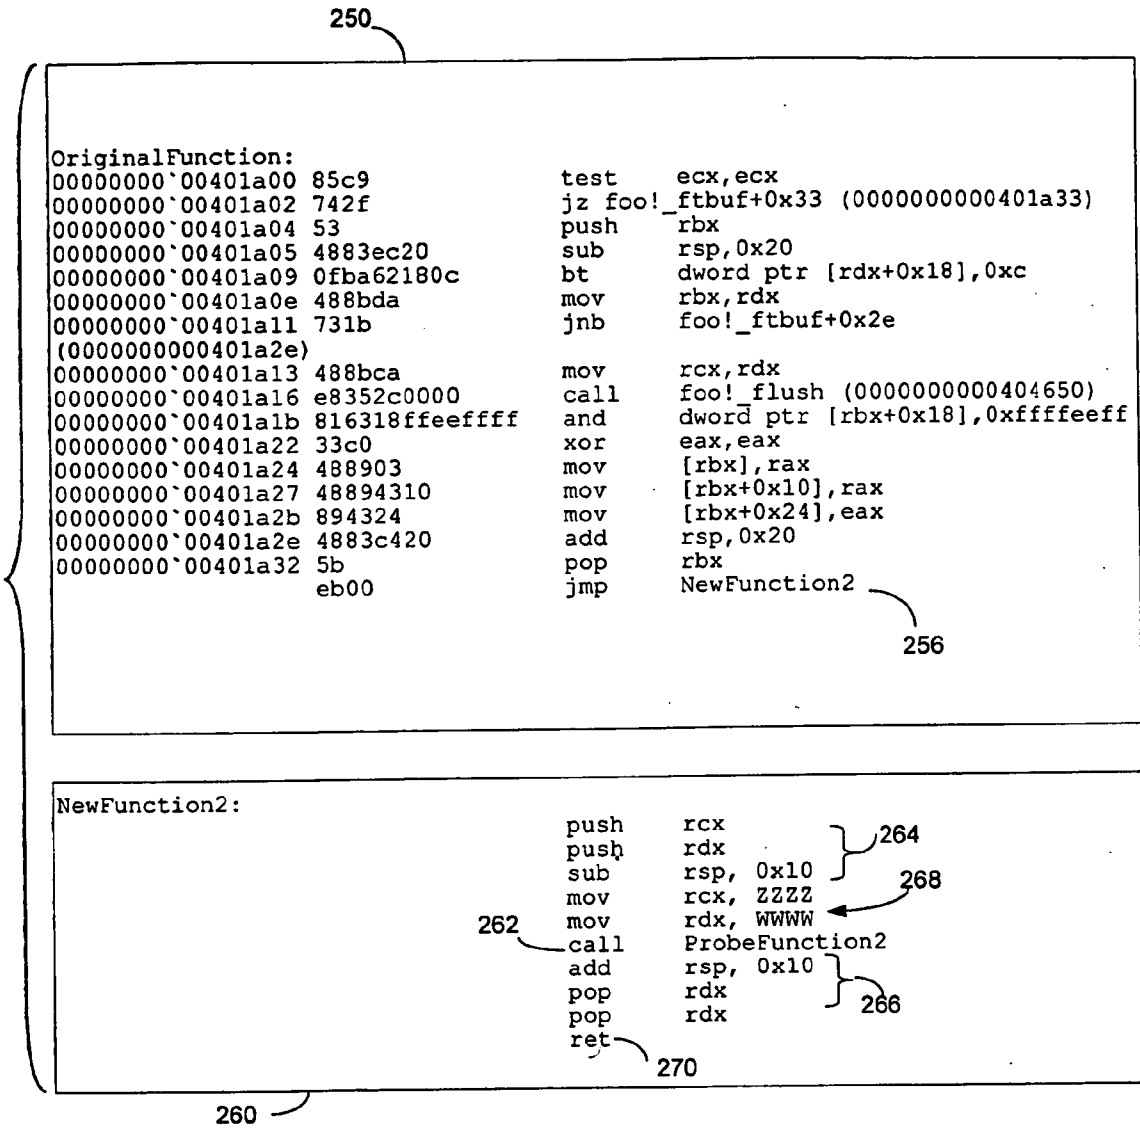 250
OriginalFunction:
00000000`00401a00 85c9 test ecx,ecx
00000000`00401a02 742f jz foo!_ftbuf+0x33 (0000000000401a33)
00000000`00401a04 53 push rbx
00000000`00401a05 4883ec20 sub rsp,0x20
00000000`00401a09 0fba62180c bt dword ptr [rdx+0x18],0xc
00000000`00401a0e 488bda mov rbx,rdx
00000000`00401a11 731b jnb foo!_ftbuf+0x2e
(0000000000401a2e)
00000000`00401a13 488bca mov rcx,rdx
00000000`00401a16 e8352c0000 call foo!_flush (0000000000404650)
00000000`00401a1b 816318ffeeffff and dword ptr [rbx+0x18],0xffffeeff
00000000`00401a22 33c0 xor eax,eax
00000000`00401a24 488903 mov [rbx],rax
00000000`00401a27 48894310 mov [rbx+0x10],rax
00000000`00401a2b 894324 mov [rbx+0x24],eax
00000000`00401a2e 4883c420 add rsp,0x20
00000000`00401a32 5b pop rbx
eb00 jmp NewFunction2
256
NewFunction2:
push rcx
264
push rdx
sub rsp, 0x10
268
mov rcx, ZZZZ
mov rdx, WWWW
262
call ProbeFunction2
add rsp, 0x10
pop rdx
266
pop rdx
ret
270
260